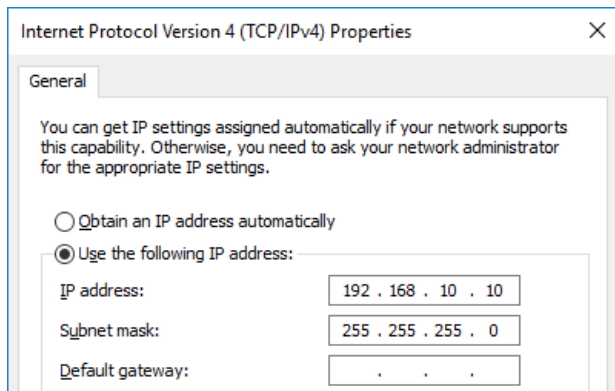 Internet Protocol Version 4 (TCP/IPv4) Properties
General
You can get IP settings assigned automatically if your network supports
this capability. Otherwise, you need to ask your network administrator
for the appropriate IP settings.
Obtain an IP address automatically
Use the following IP address:
IP address: 192 . 168 . 10 . 10
Subnet mask: 255 . 255 . 255 . 0
Default gateway: . . .